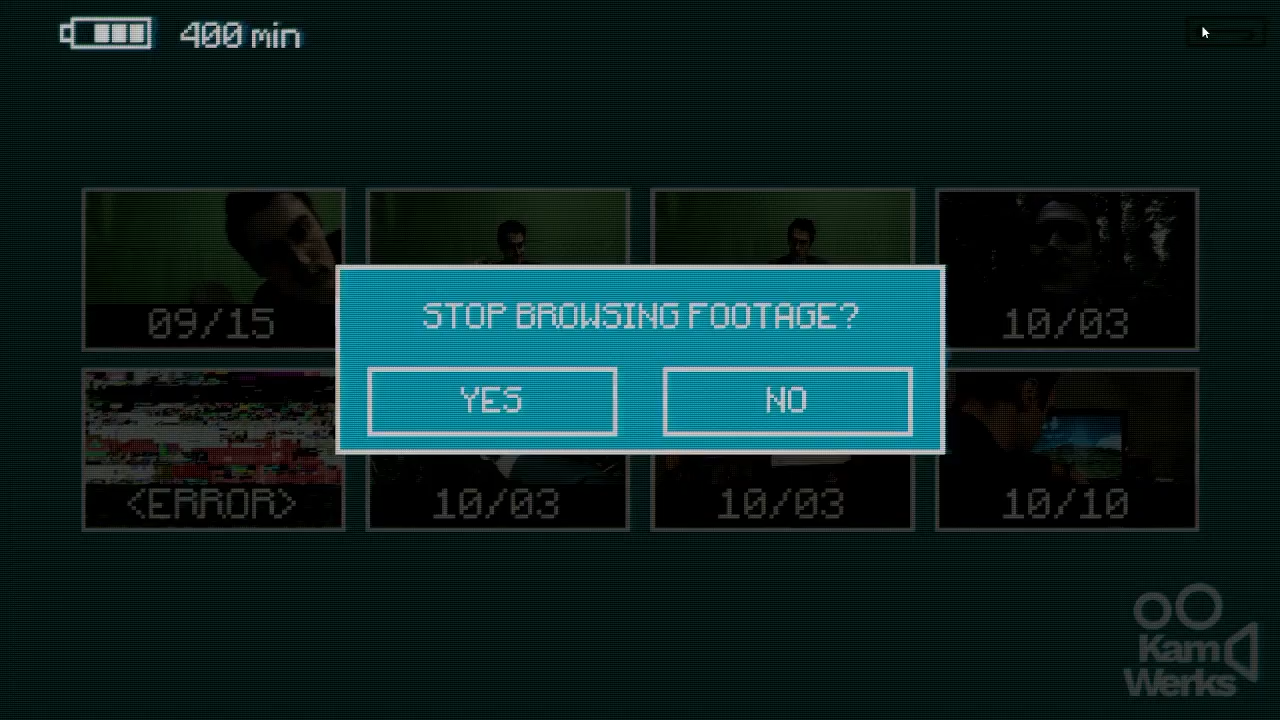 400 min
STOP BROWSING FOOTAGE?
YES
NO
09/15
10/03
<ERROR>
10/03
10/03
10/10
Kam
Werks